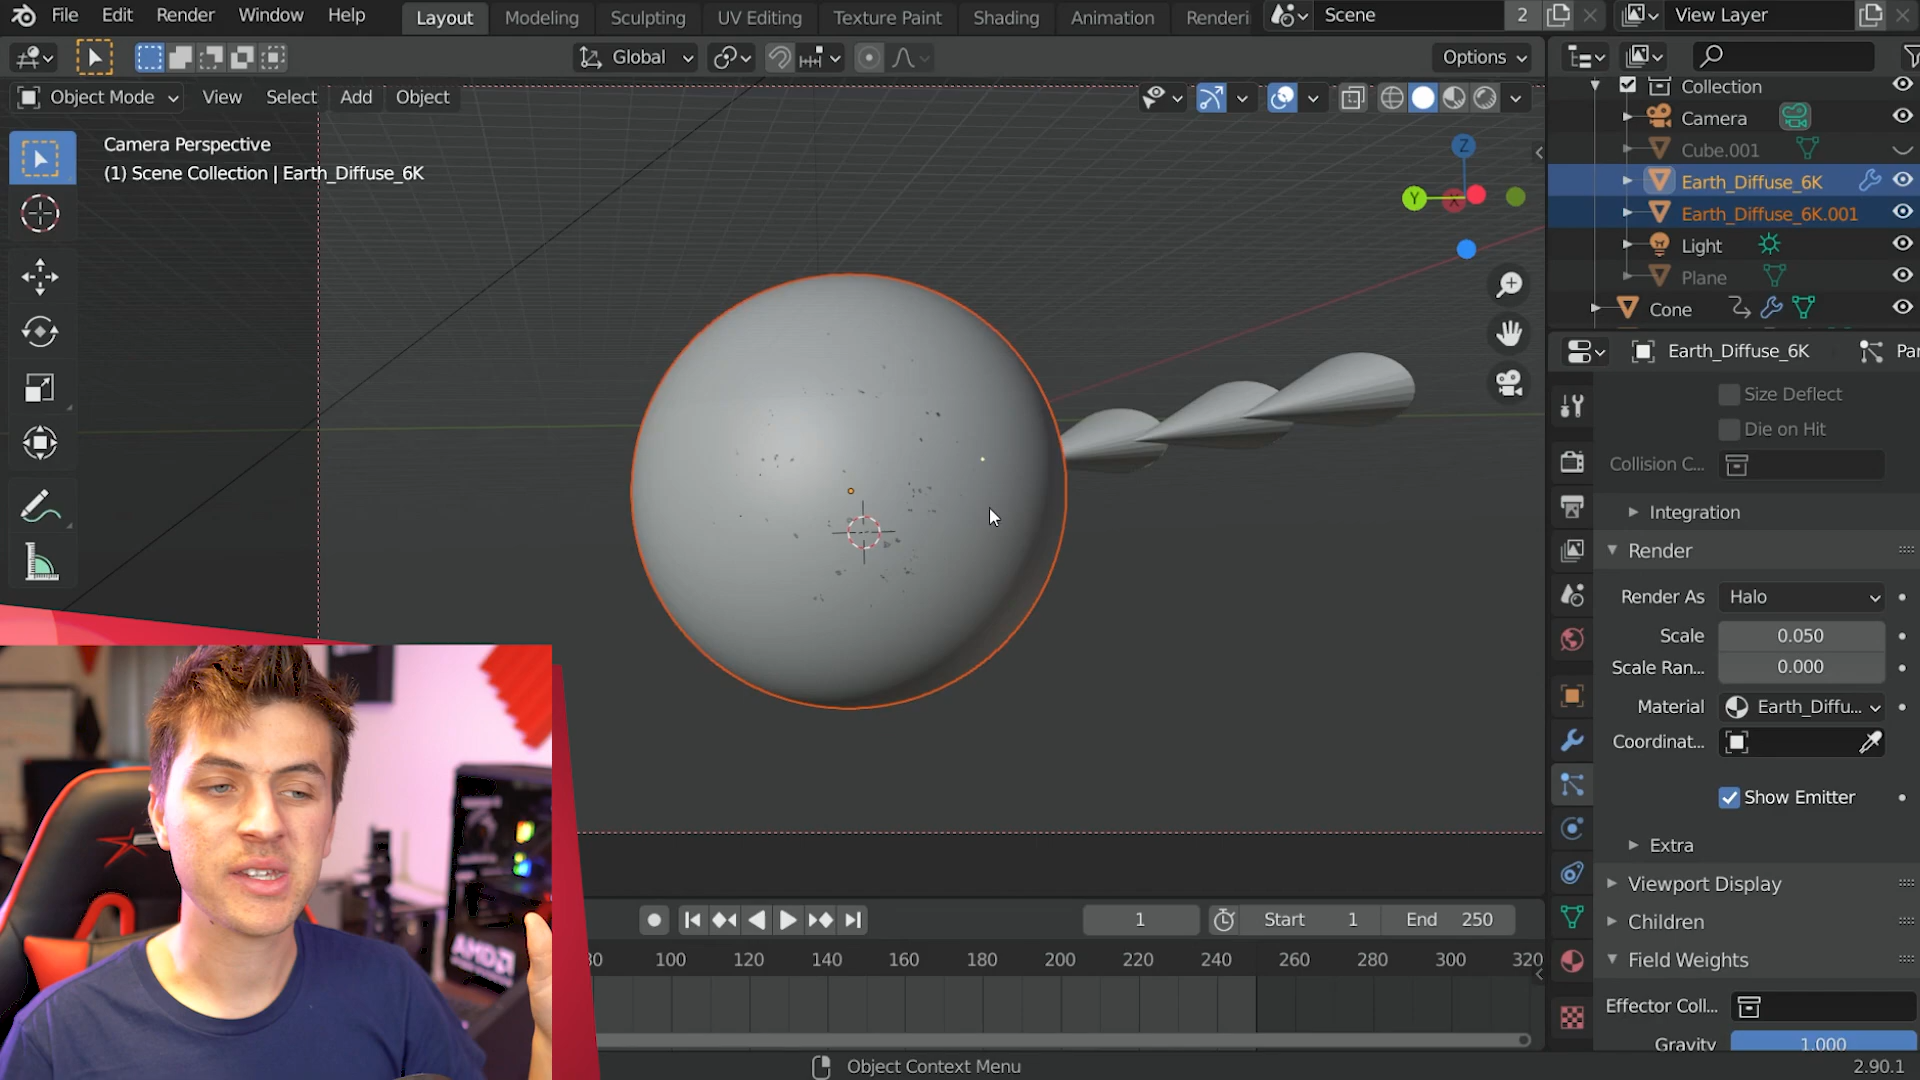 File Edit Render Window Help Layout Modeling Sculpting UV Editing Texture Paint Shading Animation Renderi Scene 2 View Layer
Global Options
Object Mode View Select Add Object
Camera Perspective
(1) Scene Collection | Earth_Diffuse_6K
Z
Y
X
Collection
Camera
Cube.001
Earth_Diffuse_6K
Earth_Diffuse_6K.001
Light
Plane
Cone
Earth_Diffuse_6K Par
Size Deflect
Die on Hit
Collision C...
Integration
Render
Render As Halo
Scale 0.050
Scale Ran... 0.000
Material Earth_Diffu...
Coordinat...
Show Emitter
Extra
Viewport Display
Children
Field Weights
Effector Coll...
Gravity 1.000
1 Start 1 End 250
80 100 120 140 160 180 200 220 240 260 280 300 320
AMD
Object Context Menu
2.90.1